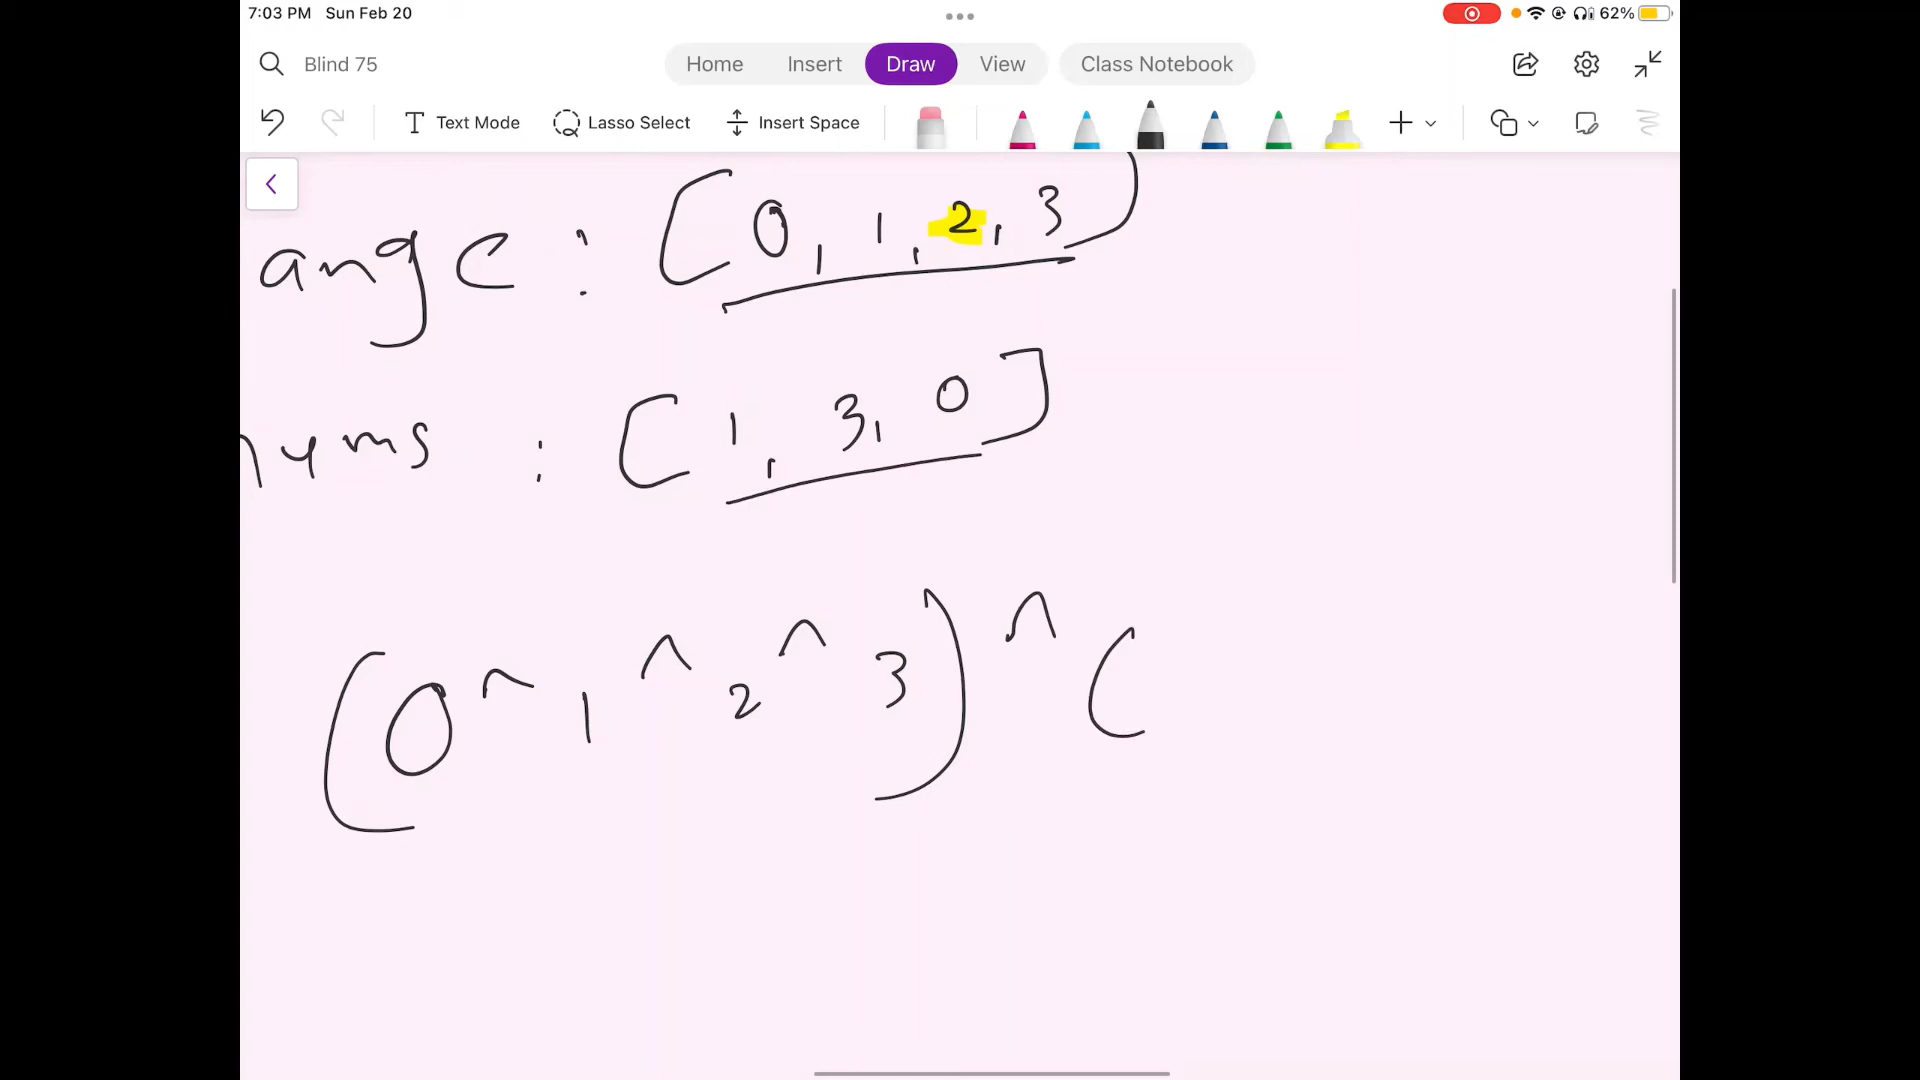 7:03 PM Sun Feb 20
62%
Blind 75
Home Insert Draw View Class Notebook
Text Mode Lasso Select Insert Space
ange : [0, 1, 2, 3]
nums : [1, 3, 0]
(0 ^ 1 ^ 2 ^ 3) ^ (